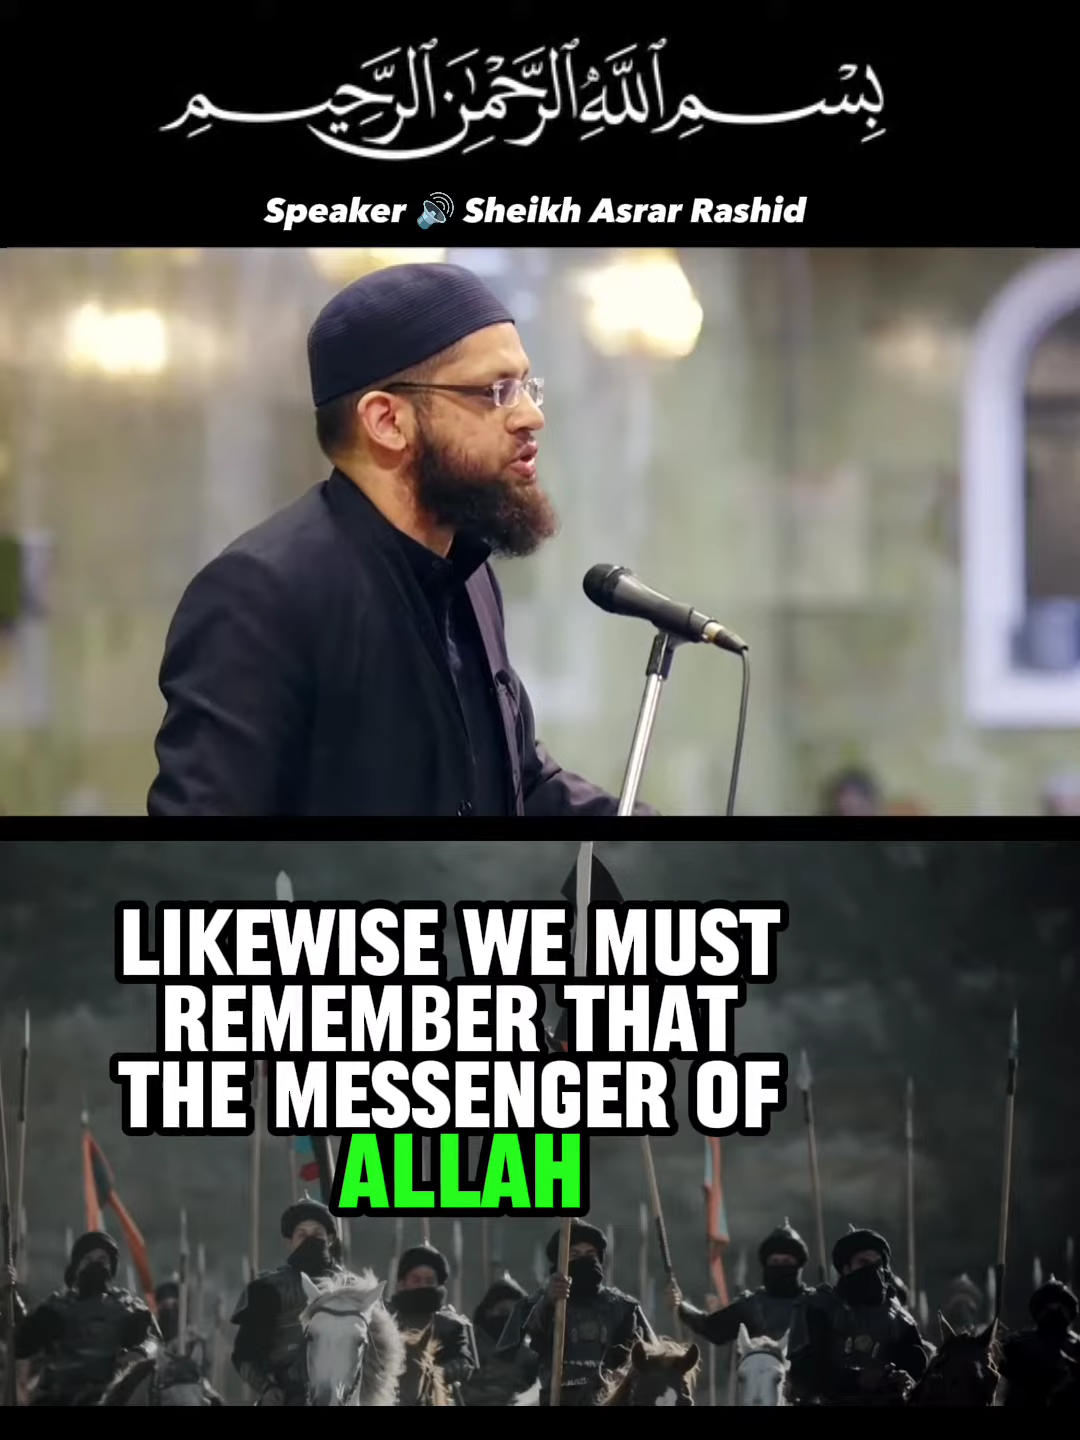 بِسْمِ ٱللَّهِ ٱلرَّحْمَٰنِ ٱلرَّحِيمِ
Speaker 🔊 Sheikh Asrar Rashid
LIKEWISE WE MUST
REMEMBER THAT
THE MESSENGER OF
ALLAH